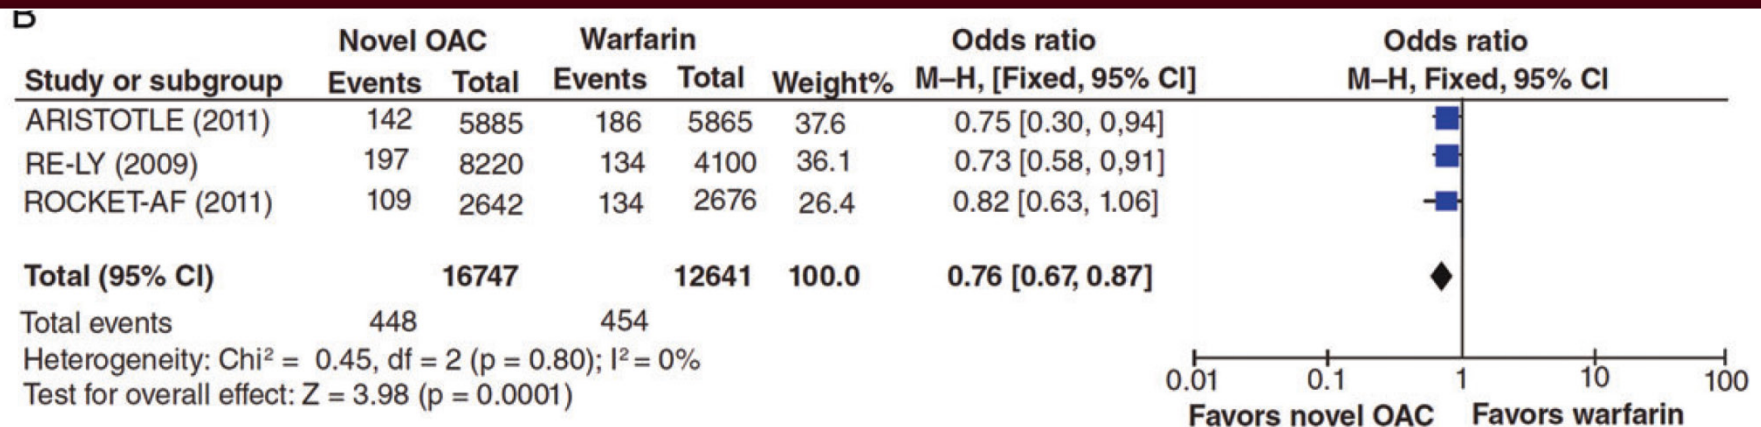 B
Novel OAC Warfarin Odds ratio Odds ratio
Study or subgroup Events Total Events Total Weight% M–H, [Fixed, 95% CI] M–H, Fixed, 95% CI
ARISTOTLE (2011) 142 5885 186 5865 37.6 0.75 [0.30, 0,94]
RE-LY (2009) 197 8220 134 4100 36.1 0.73 [0.58, 0,91]
ROCKET-AF (2011) 109 2642 134 2676 26.4 0.82 [0.63, 1.06]
Total (95% CI) 16747 12641 100.0 0.76 [0.67, 0.87]
Total events 448 454
Heterogeneity: Chi² = 0.45, df = 2 (p = 0.80); I² = 0%
Test for overall effect: Z = 3.98 (p = 0.0001)
0.01 0.1 1 10 100
Favors novel OAC Favors warfarin